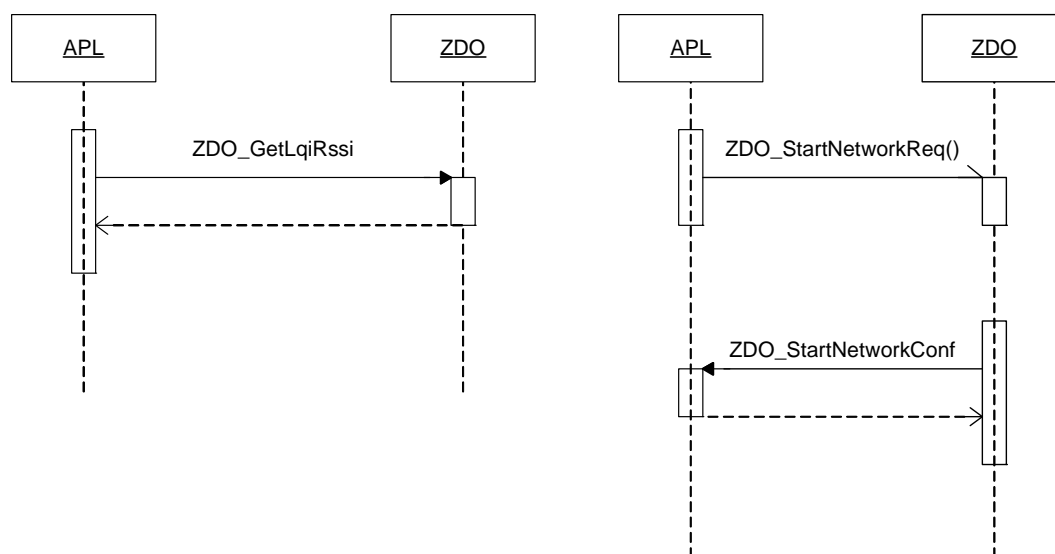 APL
ZDO
APL
ZDO
ZDO_GetLqiRssi
ZDO_StartNetworkReq()
ZDO_StartNetworkConf